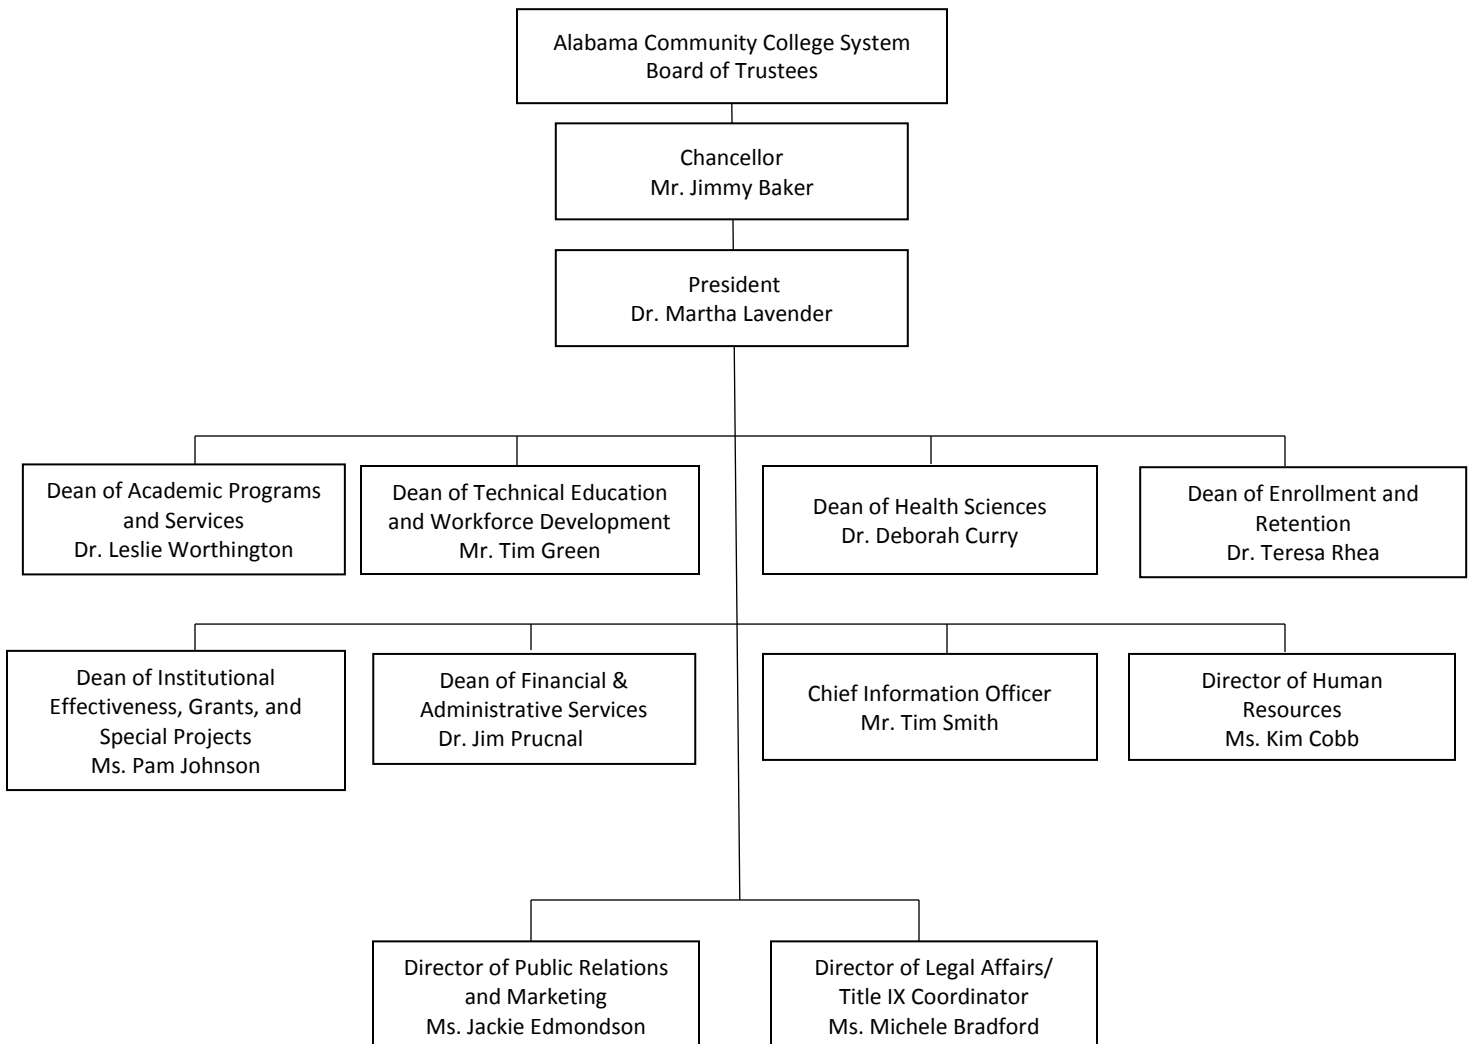 Alabama Community College System
Board of Trustees
Chancellor
Mr. Jimmy Baker
President
Dr. Martha Lavender
Dean of Academic Programs
and Services
Dr. Leslie Worthington
Dean of Technical Education
and Workforce Development
Mr. Tim Green
Dean of Health Sciences
Dr. Deborah Curry
Dean of Enrollment and
Retention
Dr. Teresa Rhea
Dean of Institutional
Effectiveness, Grants, and
Special Projects
Ms. Pam Johnson
Dean of Financial &
Administrative Services
Dr. Jim Prucnal
Chief Information Officer
Mr. Tim Smith
Director of Human
Resources
Ms. Kim Cobb
Director of Public Relations
and Marketing
Ms. Jackie Edmondson
Director of Legal Affairs/
Title IX Coordinator
Ms. Michele Bradford